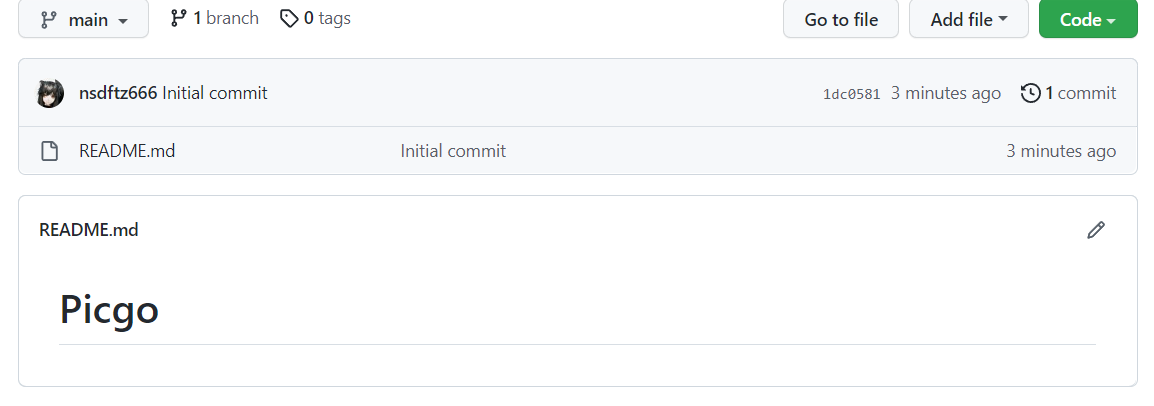 main 1 branch 0 tags Go to file Add file Code
nsdftz666 Initial commit 1dc0581 3 minutes ago 1 commit
README.md Initial commit 3 minutes ago
README.md
Picgo